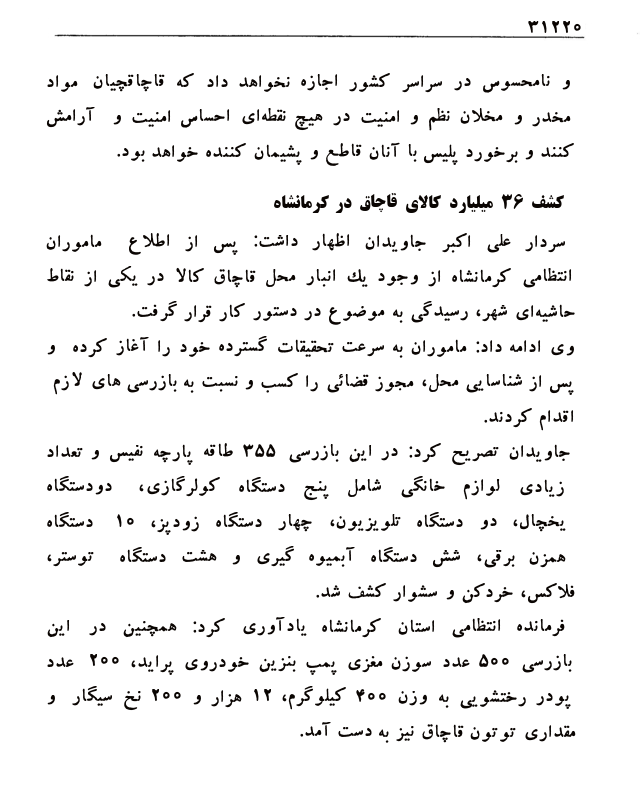 ۳۱۲۲۰
و نامحسوس در سراسر کشور اجازه نخواهد داد که قاچاقچیان مواد
مخدر و مخلان نظم و امنیت در هیچ نقطه‌ای احساس امنیت و آرامش
کنند و برخورد پلیس با آنان قاطع و پشیمان کننده خواهد بود.
کشف ۳۶ میلیارد کالای قاچاق در کرمانشاه
سردار علی اکبر جاویدان اظهار داشت: پس از اطلاع ماموران
انتظامی کرمانشاه از وجود یك انبار محل قاچاق کالا در یکی از نقاط
حاشیه‌ای شهر، رسیدگی به موضوع در دستور کار قرار گرفت.
وی ادامه داد: ماموران به سرعت تحقیقات گسترده خود را آغاز کرده و
پس از شناسایی محل، مجوز قضائی را کسب و نسبت به بازرسی های لازم
اقدام کردند.
جاویدان تصریح کرد: در این بازرسی ۳۵۵ طاقه پارچه نفیس و تعداد
زیادی لوازم خانگی شامل پنج دستگاه کولرگازی، دودستگاه
یخچال، دو دستگاه تلویزیون، چهار دستگاه زودپز، ۱۰ دستگاه
همزن برقی، شش دستگاه آبمیوه گیری و هشت دستگاه توستر،
فلاکس، خردکن و سشوار کشف شد.
فرمانده انتظامی استان کرمانشاه یادآوری کرد: همچنین در این
بازرسی ۵۰۰ عدد سوزن مغزی پمپ بنزین خودروی پراید، ۲۰۰ عدد
پودر رختشویی به وزن ۴۰۰ کیلوگرم، ۱۲ هزار و ۲۰۰ نخ سیگار و
مقداری توتون قاچاق نیز به دست آمد.